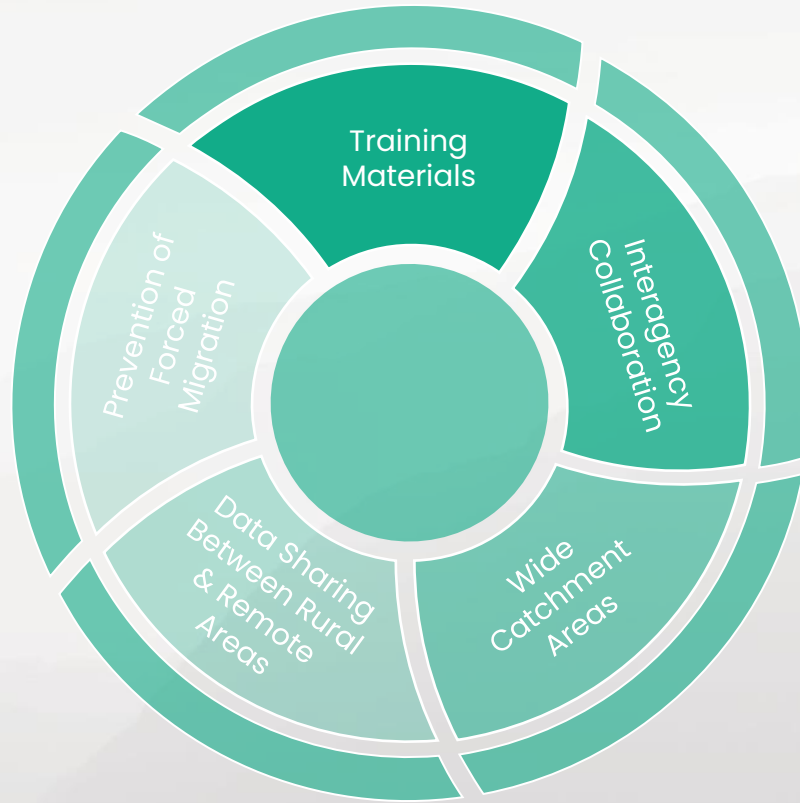 Training
Materials
Interagency
Collaboration
Wide
Catchment
Areas
Data Sharing
Between Rural
& Remote
Areas
Prevention of
Forced
Migration